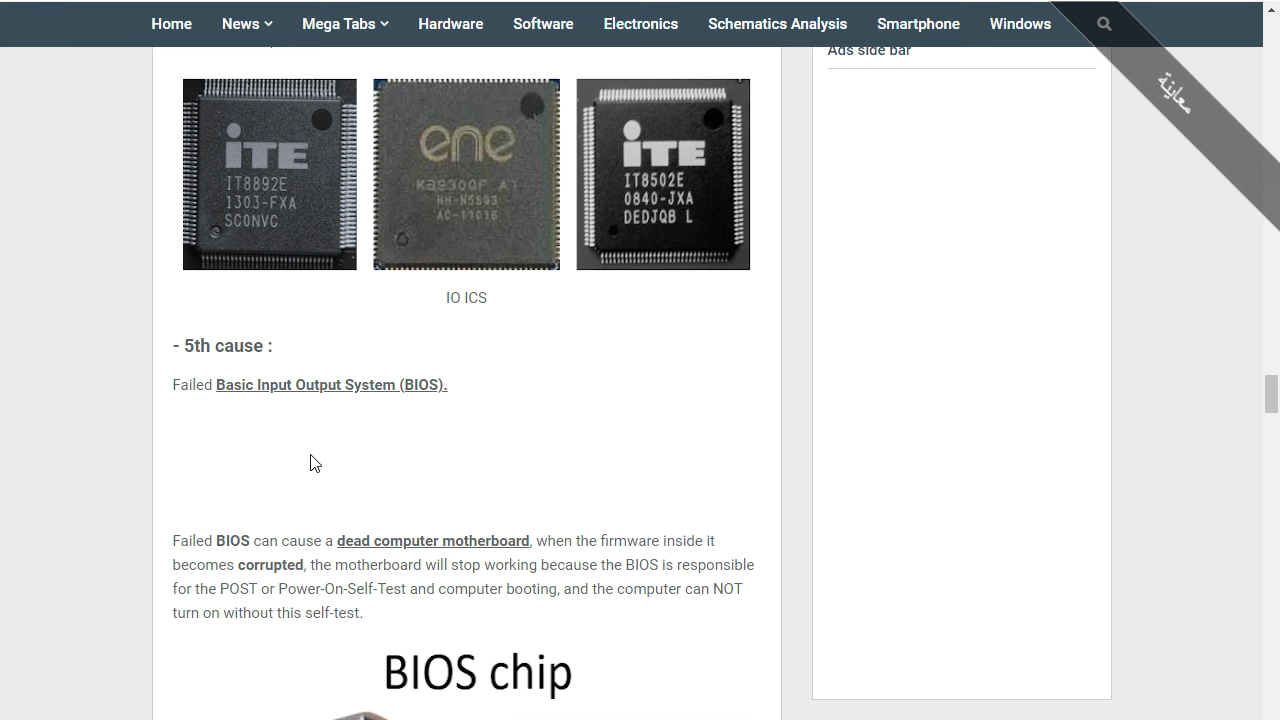 Home News Mega Tabs Hardware Software Electronics Schematics Analysis Smartphone Windows
Ads side bar
معاينة
iTE
IT8892E
1303-FXA
SC0NVC
ene
HH-N5SG3
AC-11016
iTE
IT8502E
0840-JXA
DEDJQB L
IO ICS
- 5th cause :
Failed Basic Input Output System (BIOS).
Failed BIOS can cause a dead computer motherboard, when the firmware inside it
becomes corrupted, the motherboard will stop working because the BIOS is responsible
for the POST or Power-On-Self-Test and computer booting, and the computer can NOT
turn on without this self-test.
BIOS chip